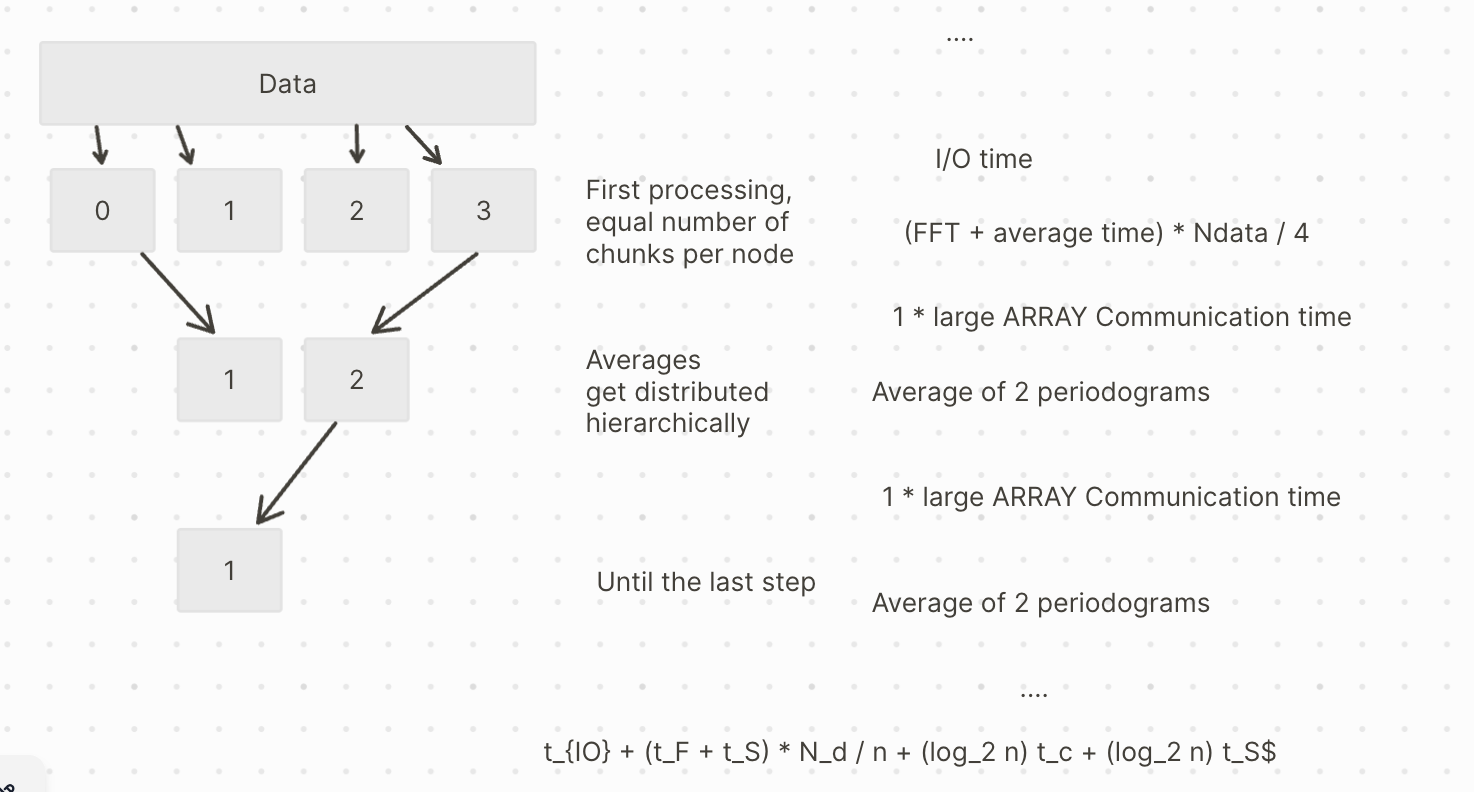 ....
Data
I/O time
0 1 2 3
First processing,
equal number of
chunks per node
(FFT + average time) * Ndata / 4
1 * large ARRAY Communication time
1 2
Averages
get distributed
hierarchically
Average of 2 periodograms
1 * large ARRAY Communication time
1
Until the last step
Average of 2 periodograms
....
t_{IO} + (t_F + t_S) * N_d / n + (log_2 n) t_c + (log_2 n) t_S$